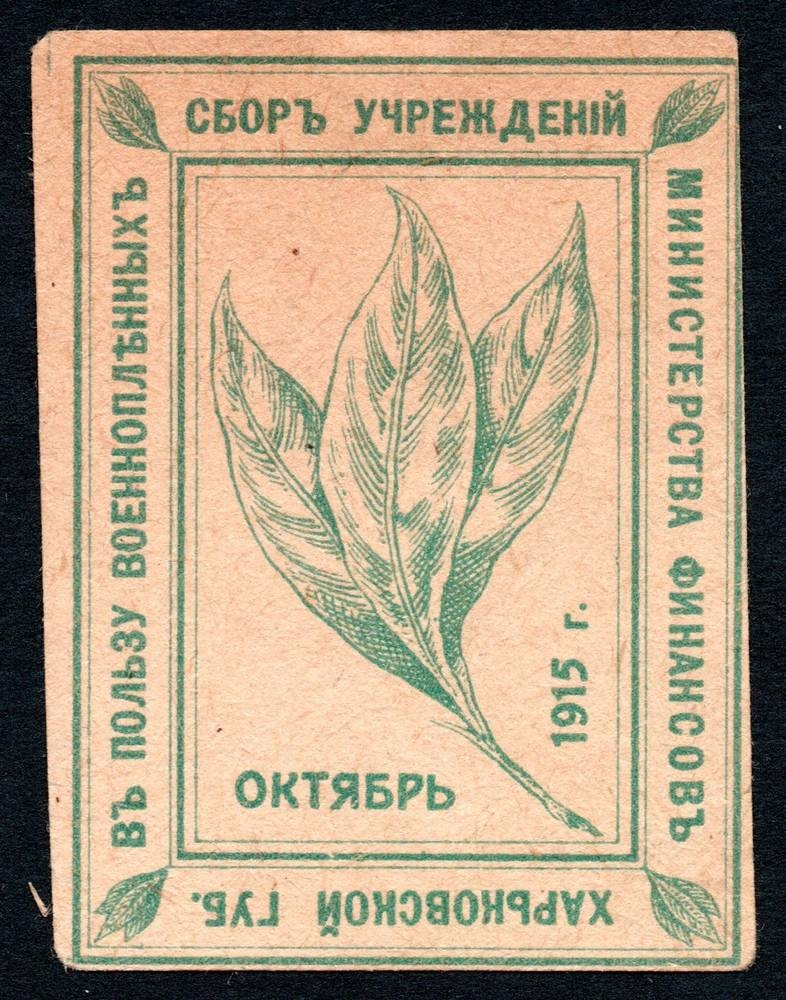 СБОРЪ УЧРЕЖДЕНІЙ
МИНИСТЕРСТВА ФИНАНСОВЪ
ХАРЬКОВСКОЙ ГУБ.
ВЪ ПОЛЬЗУ ВОЕННОПЛѢННЫХЪ
ОКТЯБРЬ
1915 г.